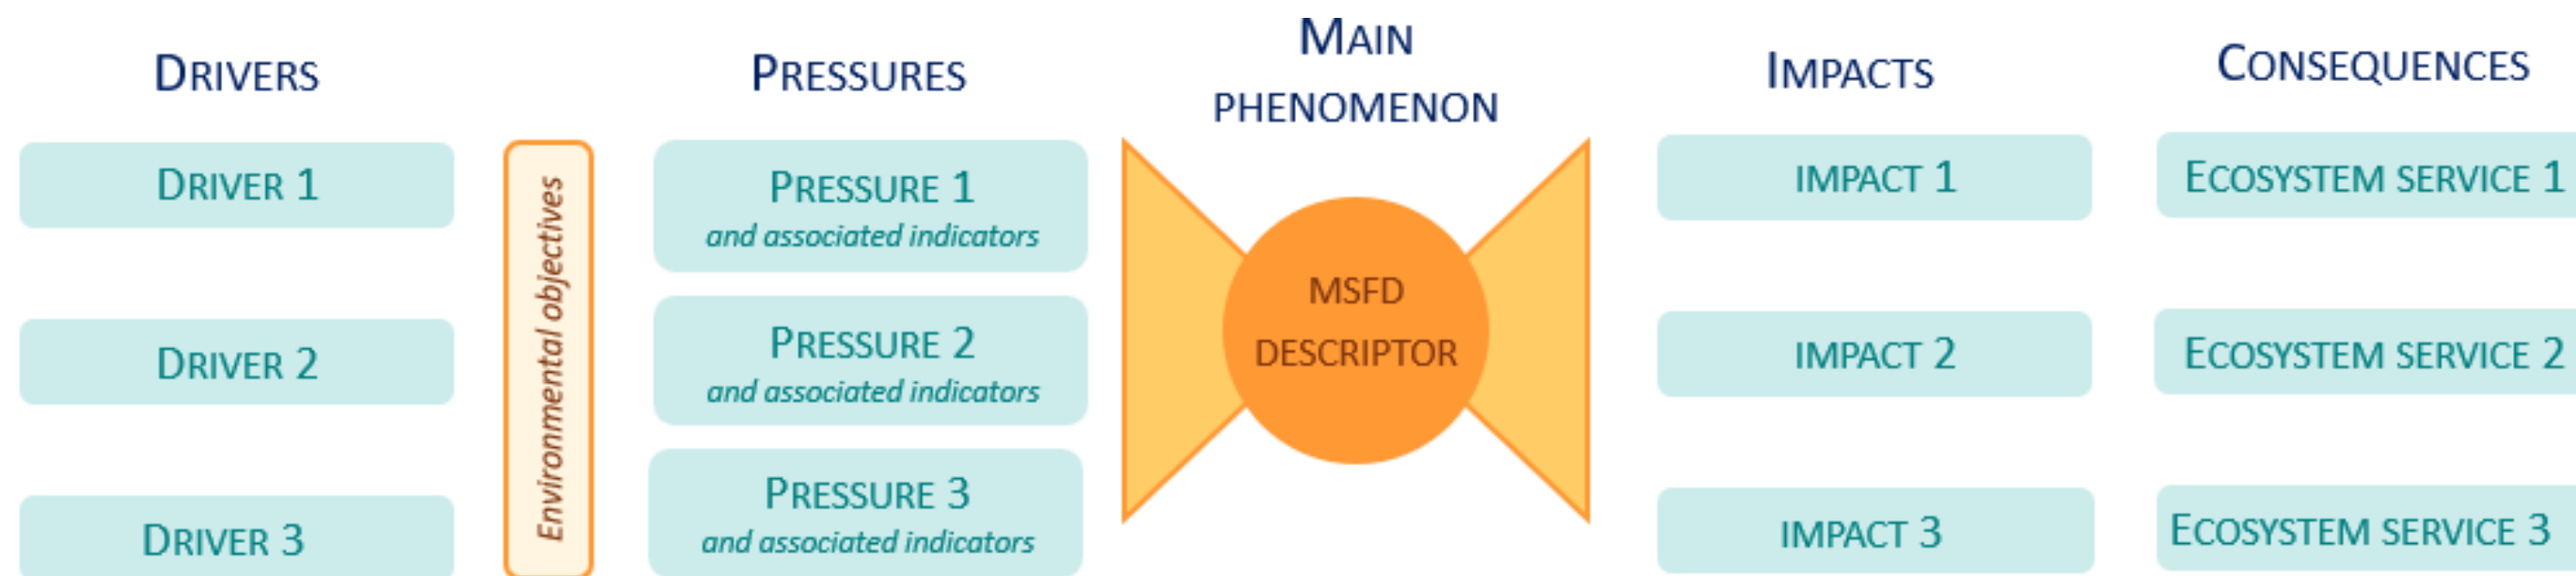 DRIVERS
DRIVER 1
DRIVER 2
DRIVER 3
Environmental objectives
PRESSURES
PRESSURE 1
and associated indicators
PRESSURE 2
and associated indicators
PRESSURE 3
and associated indicators
MAIN
PHENOMENON
MSFD
DESCRIPTOR
IMPACTS
IMPACT 1
IMPACT 2
IMPACT 3
CONSEQUENCES
ECOSYSTEM SERVICE 1
ECOSYSTEM SERVICE 2
ECOSYSTEM SERVICE 3